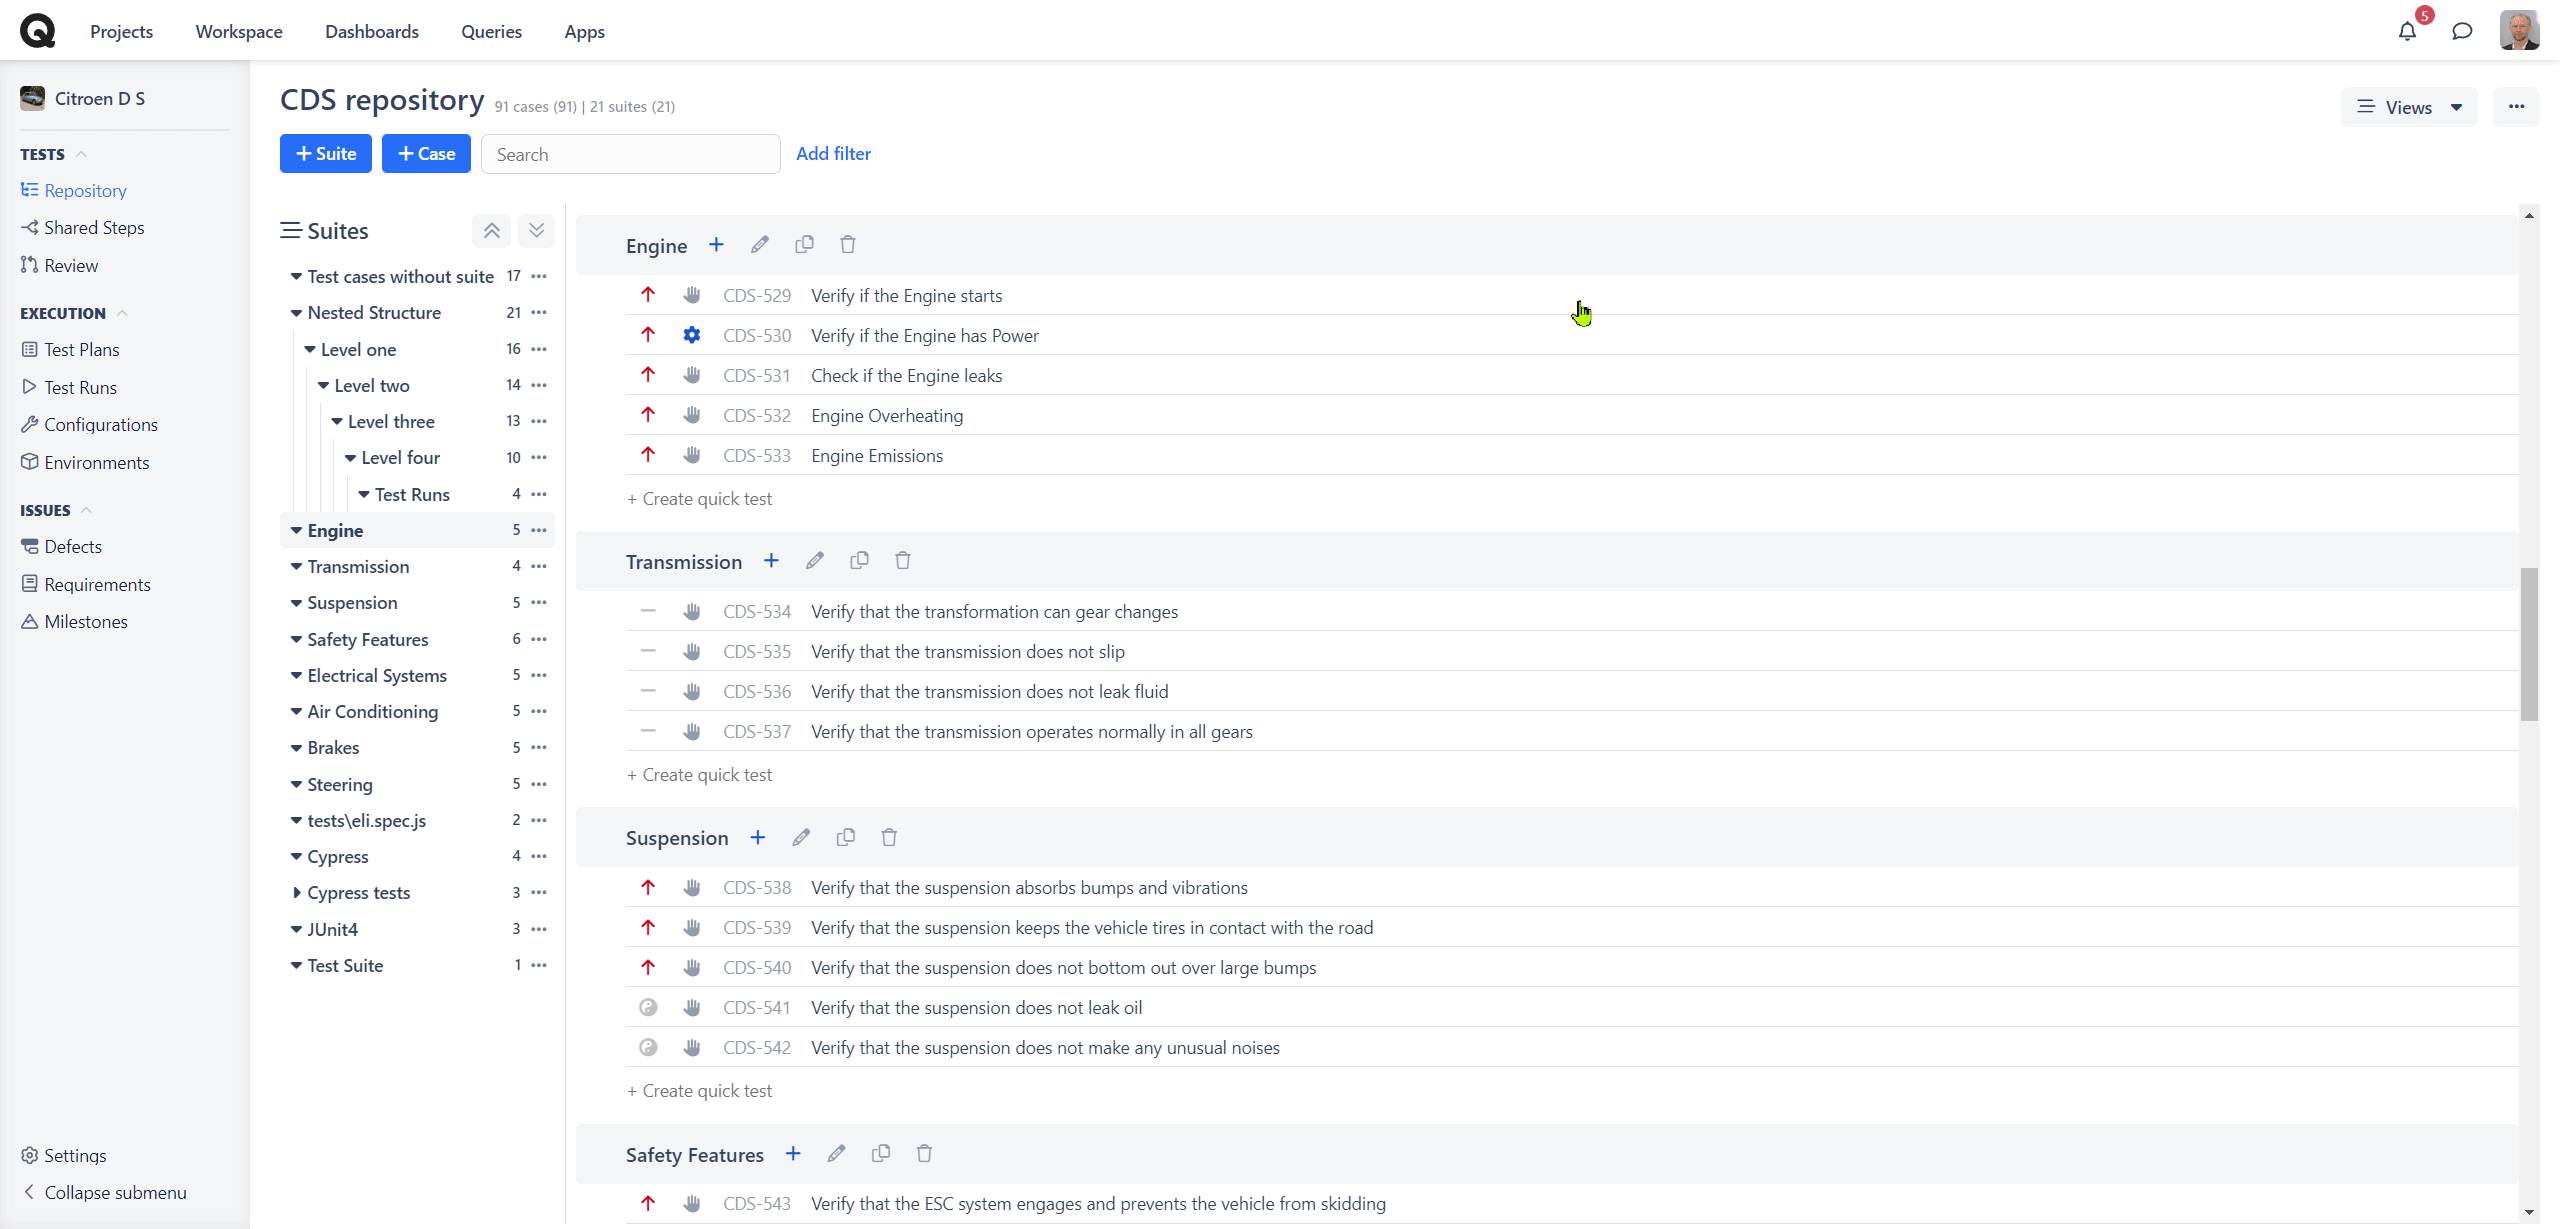 Projects Workspace Dashboards Queries Apps 5
Citroen D S
TESTS
Repository
Shared Steps
Review
EXECUTION
Test Plans
Test Runs
Configurations
Environments
ISSUES
Defects
Requirements
Milestones
Settings
Collapse submenu
CDS repository 91 cases (91) | 21 suites (21)
Views
+ Suite + Case Search Add filter
Suites
Test cases without suite 17
Nested Structure 21
Level one 16
Level two 14
Level three 13
Level four 10
Test Runs 4
Engine 5
Transmission 4
Suspension 5
Safety Features 6
Electrical Systems 5
Air Conditioning 5
Brakes 5
Steering 5
tests\eli.spec.js 2
Cypress 4
Cypress tests 3
JUnit4 3
Test Suite 1
Engine
CDS-529 Verify if the Engine starts
CDS-530 Verify if the Engine has Power
CDS-531 Check if the Engine leaks
CDS-532 Engine Overheating
CDS-533 Engine Emissions
+ Create quick test
Transmission
CDS-534 Verify that the transformation can gear changes
CDS-535 Verify that the transmission does not slip
CDS-536 Verify that the transmission does not leak fluid
CDS-537 Verify that the transmission operates normally in all gears
+ Create quick test
Suspension
CDS-538 Verify that the suspension absorbs bumps and vibrations
CDS-539 Verify that the suspension keeps the vehicle tires in contact with the road
CDS-540 Verify that the suspension does not bottom out over large bumps
CDS-541 Verify that the suspension does not leak oil
CDS-542 Verify that the suspension does not make any unusual noises
+ Create quick test
Safety Features
CDS-543 Verify that the ESC system engages and prevents the vehicle from skidding